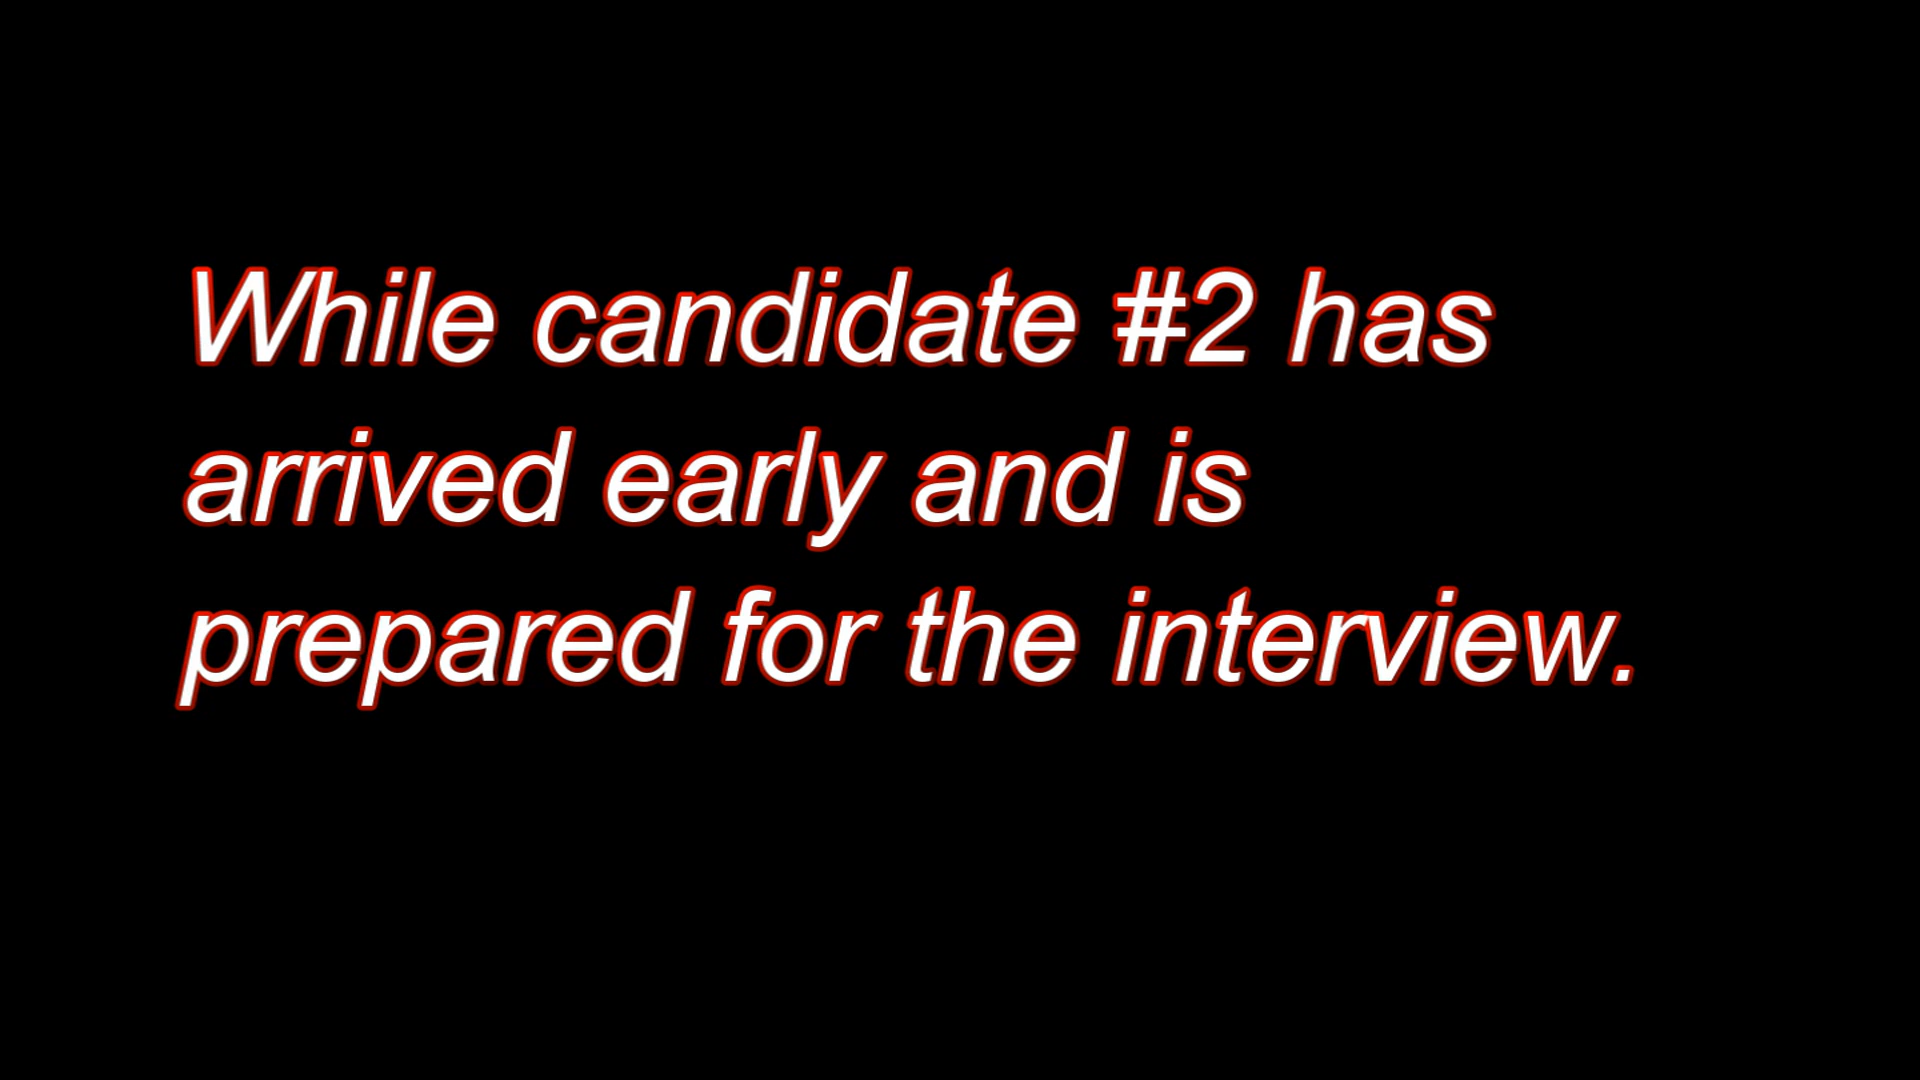 While candidate #2 has
arrived early and is
prepared for the interview.